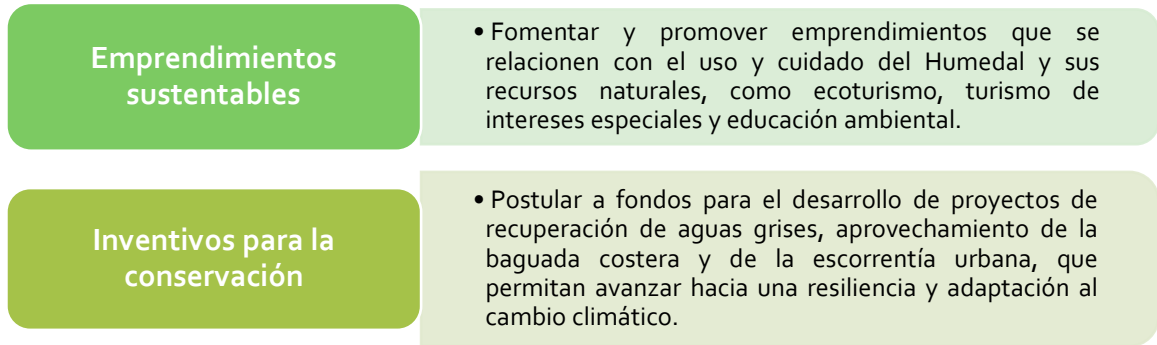 Emprendimientos
sustentables
• Fomentar y promover emprendimientos que se
relacionen con el uso y cuidado del Humedal y sus
recursos naturales, como ecoturismo, turismo de
intereses especiales y educación ambiental.
Inventivos para la
conservación
• Postular a fondos para el desarrollo de proyectos de
recuperación de aguas grises, aprovechamiento de la
baguada costera y de la escorrentía urbana, que
permitan avanzar hacia una resiliencia y adaptación al
cambio climático.